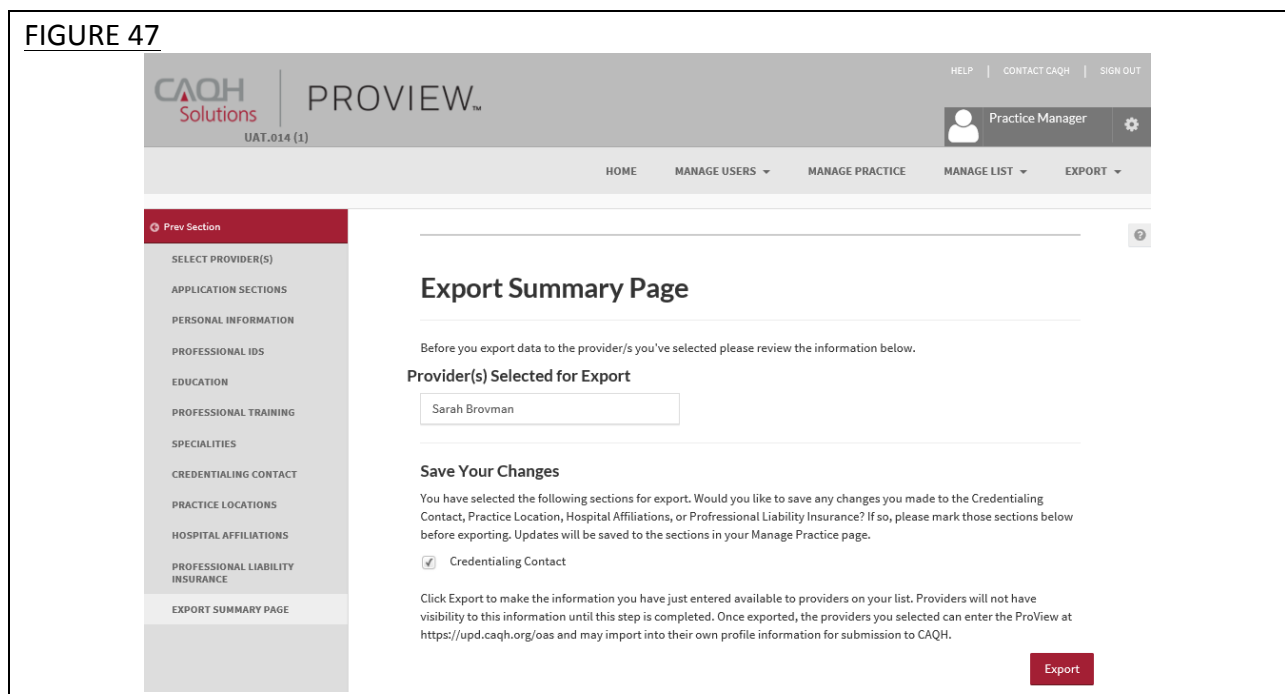 FIGURE 47
CAQH
Solutions
PROVIEW™
UAT.014 (1)
HELP | CONTACT CAQH | SIGN OUT
Practice Manager
HOME MANAGE USERS MANAGE PRACTICE MANAGE LIST EXPORT
Prev Section
SELECT PROVIDER(S)
APPLICATION SECTIONS
PERSONAL INFORMATION
PROFESSIONAL IDS
EDUCATION
PROFESSIONAL TRAINING
SPECIALITIES
CREDENTIALING CONTACT
PRACTICE LOCATIONS
HOSPITAL AFFILIATIONS
PROFESSIONAL LIABILITY
INSURANCE
EXPORT SUMMARY PAGE
?
Export Summary Page
Before you export data to the provider/s you've selected please review the information below.
Provider(s) Selected for Export
Sarah Brovman
Save Your Changes
You have selected the following sections for export. Would you like to save any changes you made to the Credentialing
Contact, Practice Location, Hospital Affiliations, or Profressional Liability Insurance? If so, please mark those sections below
before exporting. Updates will be saved to the sections in your Manage Practice page.
Credentialing Contact
Click Export to make the information you have just entered available to providers on your list. Providers will not have
visibility to this information until this step is completed. Once exported, the providers you selected can enter the ProView at
https://upd.caqh.org/oas and may import into their own profile information for submission to CAQH.
Export